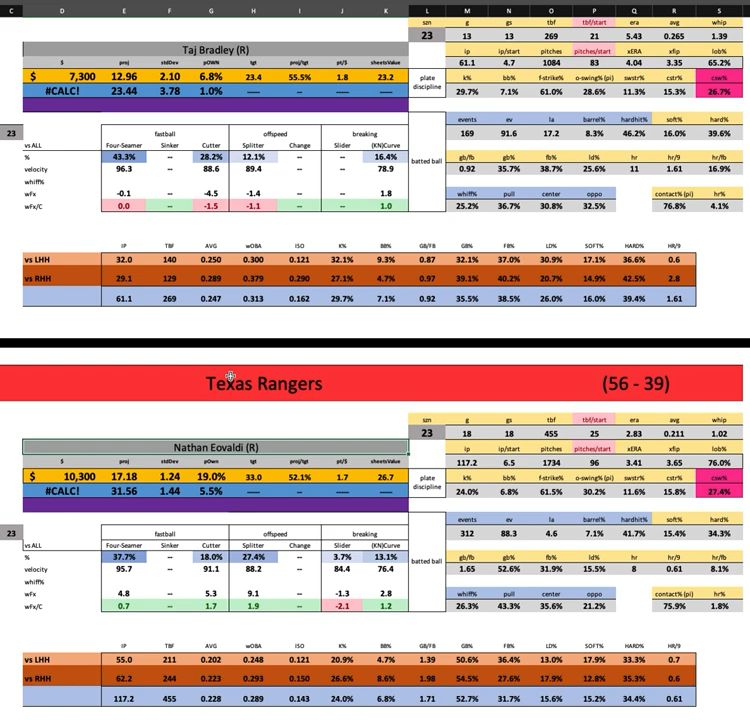 C D E F G H I J K L M N O P Q R S
szn g gs tbf tbf/start era avg whip
23 13 13 269 21 5.43 0.265 1.39
Taj Bradley (R)
ip ip/start pitches pitches/start xERA xfip lob%
61.1 4.7 1084 83 4.04 3.35 65.2%
$ proj stdDev pOWN tgt proj/tgt pt/$ sheetsValue
$ 7,300 12.96 2.10 6.8% 23.4 55.5% 1.8 23.2
#CALC! 23.44 3.78 1.0% ---- -- ---- --
plate discipline
k% bb% f-strike% o-swing% (pi) swstr% cstr% csw%
29.7% 7.1% 61.0% 28.6% 11.3% 15.3% 26.7%
events ev la barrel% hardhit% soft% hard%
169 91.6 17.2 8.3% 46.2% 16.0% 39.6%
23 fastball offspeed breaking
vs ALL Four-Seamer Sinker Cutter Splitter Change Slider (KN)Curve
% 43.3% -- 28.2% 12.1% -- -- 16.4%
velocity 96.3 -- 88.6 89.4 -- -- 78.9
whiff%
wFx -0.1 -- -4.5 -1.4 -- -- 1.8
wFx/C 0.0 -- -1.5 -1.1 -- -- 1.0
batted ball
gb/fb gb% fb% ld% hr hr/9 hr/fb
0.92 35.7% 38.7% 25.6% 11 1.61 16.9%
whiff% pull center oppo contact% (pi) hr%
25.2% 36.7% 30.8% 32.5% 76.8% 4.1%
IP TBF AVG wOBA ISO K% BB% GB/FB GB% FB% LD% SOFT% HARD% HR/9
vs LHH 32.0 140 0.250 0.300 0.121 32.1% 9.3% 0.87 32.1% 37.0% 30.9% 17.1% 36.6% 0.6
vs RHH 29.1 129 0.289 0.379 0.290 27.1% 4.7% 0.97 39.1% 40.2% 20.7% 14.9% 42.5% 2.8
61.1 269 0.247 0.313 0.162 29.7% 7.1% 0.92 35.5% 38.5% 26.0% 16.0% 39.4% 1.61
Texas Rangers (56 - 39)
szn g gs tbf tbf/start era avg whip
23 18 18 455 25 2.83 0.211 1.02
Nathan Eovaldi (R)
ip ip/start pitches pitches/start xERA xfip lob%
117.2 6.5 1734 96 3.41 3.65 76.0%
$ proj stdDev pOwn tgt proj/tgt pt/$ sheetsValue
$ 10,300 17.18 1.24 19.0% 33.0 52.1% 1.7 26.7
#CALC! 31.56 1.44 5.5% ---- -- ---- --
plate discipline
k% bb% f-strike% o-swing% (pi) swstr% cstr% csw%
24.0% 6.8% 61.5% 30.2% 11.6% 15.8% 27.4%
events ev la barrel% hardhit% soft% hard%
312 88.3 4.6 7.1% 41.7% 15.4% 34.3%
23 fastball offspeed breaking
vs ALL Four-Seamer Sinker Cutter Splitter Change Slider (KN)Curve
% 37.7% -- 18.0% 27.4% -- 3.7% 13.1%
velocity 95.7 -- 91.1 88.2 -- 84.4 76.4
whiff%
wFx 4.8 -- 5.3 9.1 -- -1.3 2.8
wFx/C 0.7 -- 1.7 1.9 -- -2.1 1.2
batted ball
gb/fb gb% fb% ld% hr hr/9 hr/fb
1.65 52.6% 31.9% 15.5% 8 0.61 8.1%
whiff% pull center oppo contact% (pi) hr%
26.3% 43.3% 35.6% 21.2% 75.9% 1.8%
IP TBF AVG wOBA ISO K% BB% GB/FB GB% FB% LD% SOFT% HARD% HR/9
vs LHH 55.0 211 0.202 0.248 0.121 20.9% 4.7% 1.39 50.6% 36.4% 13.0% 17.9% 33.3% 0.7
vs RHH 62.2 244 0.223 0.293 0.150 26.6% 8.6% 1.98 54.5% 27.6% 17.9% 12.8% 35.3% 0.6
117.2 455 0.228 0.289 0.143 24.0% 6.8% 1.71 52.7% 31.7% 15.6% 15.2% 34.4% 0.61